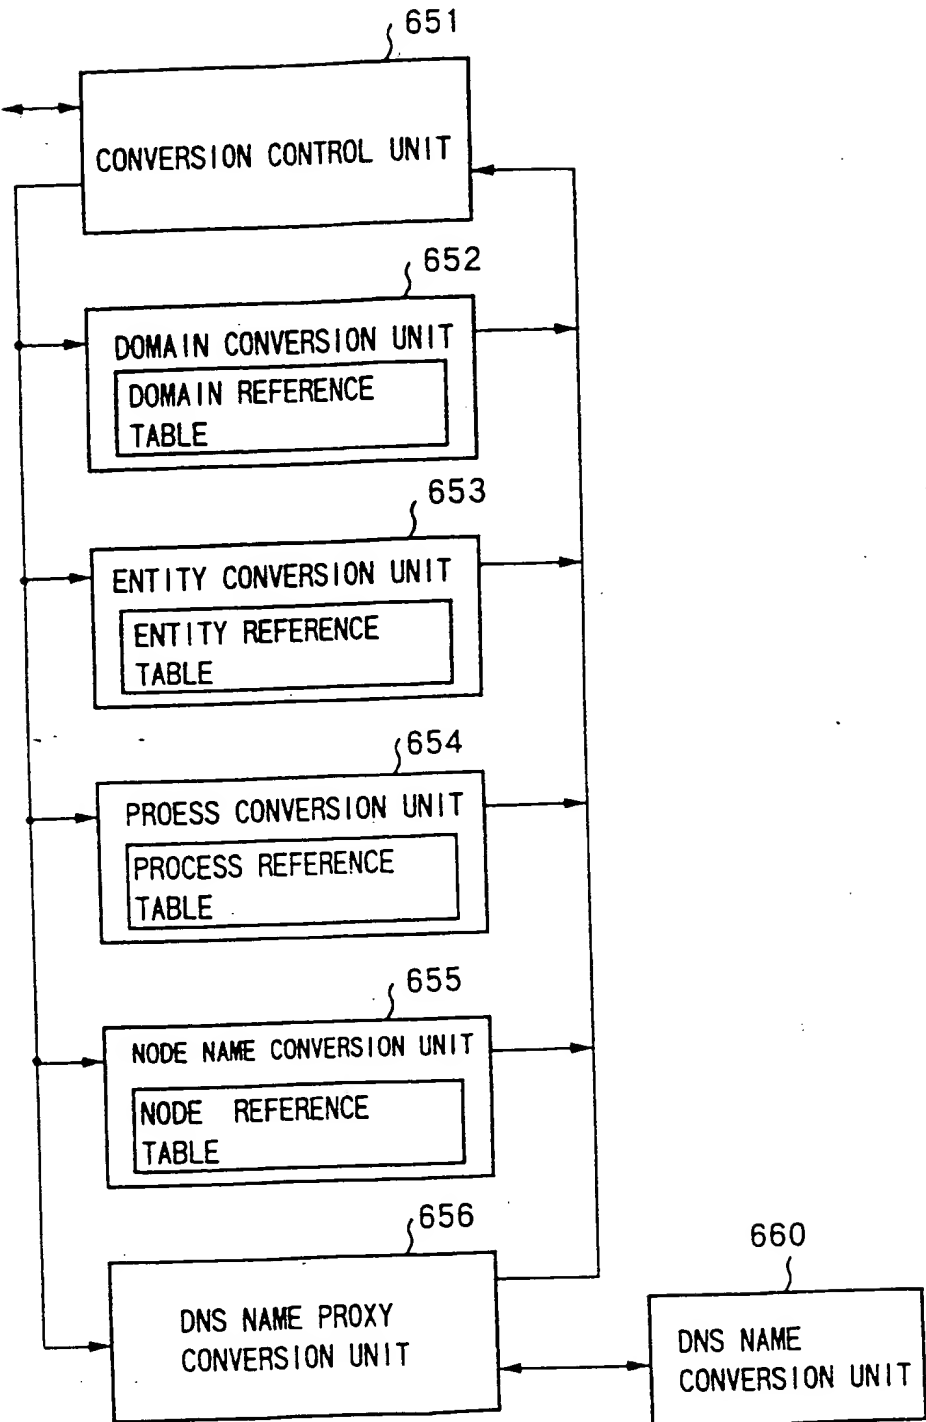 651
CONVERSION CONTROL UNIT
652
DOMAIN CONVERSION UNIT
DOMAIN REFERENCE
TABLE
653
ENTITY CONVERSION UNIT
ENTITY REFERENCE
TABLE
654
PROESS CONVERSION UNIT
PROCESS REFERENCE
TABLE
655
NODE NAME CONVERSION UNIT
NODE REFERENCE
TABLE
656
DNS NAME PROXY
CONVERSION UNIT
660
DNS NAME
CONVERSION UNIT